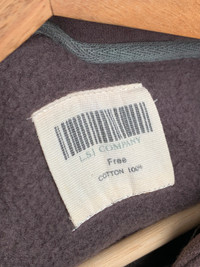 L.S.I COMPANY
Free
COTTON 100%